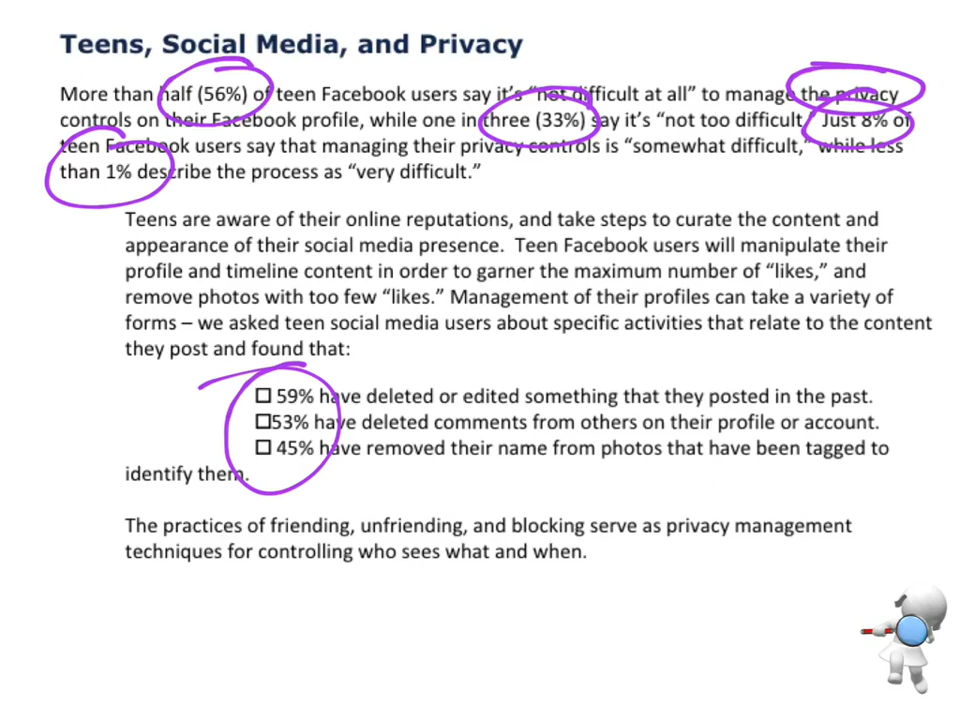 Teens, Social Media, and Privacy
More than half (56%) of teen Facebook users say it's "not difficult at all" to manage the privacy
controls on their Facebook profile, while one in three (33%) say it's "not too difficult." Just 8% of
teen Facebook users say that managing their privacy controls is "somewhat difficult," while less
than 1% describe the process as "very difficult."
Teens are aware of their online reputations, and take steps to curate the content and
appearance of their social media presence.  Teen Facebook users will manipulate their
profile and timeline content in order to garner the maximum number of "likes," and
remove photos with too few "likes." Management of their profiles can take a variety of
forms – we asked teen social media users about specific activities that relate to the content
they post and found that:
☐ 59% have deleted or edited something that they posted in the past.
☐53% have deleted comments from others on their profile or account.
☐ 45% have removed their name from photos that have been tagged to
identify them.
The practices of friending, unfriending, and blocking serve as privacy management
techniques for controlling who sees what and when.